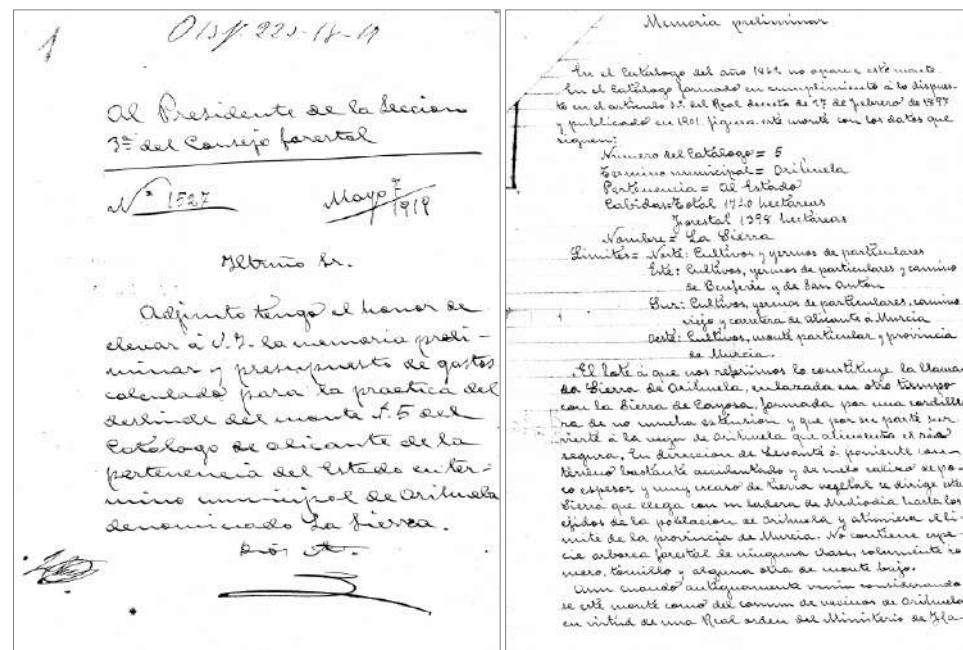 1
Al Presidente de la Seccion
3ª del Consejo forestal
Nº 1527
Mayo 7
1919
Iltrmo Sr.
Adjunto tengo el honor de
elevar á V.I. la memoria preli-
minar y presupuesto de gastos
calculado para la practica del
deslinde del monte nº 5 del
Catálogo de Alicante de la
pertenencia del Estado en tér-
mino municipal de Orihuela
denominado La Sierra.
Dios
Memoria preliminar
En el Catálogo del año 1862 no aparece este monte.
En el Catálogo formado en cumplimiento á lo dispues-
to en el articulo 3º del Real decreto de 27 de febrero de 1897
y publicado en 1901 figura este monte con los datos que
siguen:
Número del Catálogo = 5
Término municipal = Orihuela
Pertenencia = Al Estado
Cabidas = Total 1720 hectáreas
Forestal 1398 hectáreas
Nombre = La Sierra
Limites = Norte: Cultivos y yermos de particulares
Este: Cultivos, yermos de particulares y camino
de Benferri y de San Anton
Sur: Cultivos, yermos de particulares, camino
viejo y carretera de Alicante á Murcia
Oeste: Cultivos, monte particular y provincia
de Murcia.
El lote á que nos referimos lo constituye la llama-
da Sierra de Orihuela, enlazada en otro tiempo
con la Sierra de Cayosa, formada por una cordille-
ra de no mucha extension y que por su parte sur
vierte á la vega de Orihuela que alimenta el rio
segura. En direccion de Levante á poniente con
terreno bastante accidentado y de suelo calizo de po-
co espesor y muy escaso de tierra vegetal se dirige esta
Sierra que llega con su ladera de Mediodia hasta los
ejidos de la poblacion de Orihuela y atraviesa el li-
mite de la provincia de Murcia. No contiene espe-
cie arborea forestal de ninguna clase, solamente ro
mero, tomillo y alguna otra de monte bajo.
Aun cuando antiguamente venia considerando
se este monte como del comun de vecinos de Orihuela
en virtud de una Real orden del Ministerio de Ha-